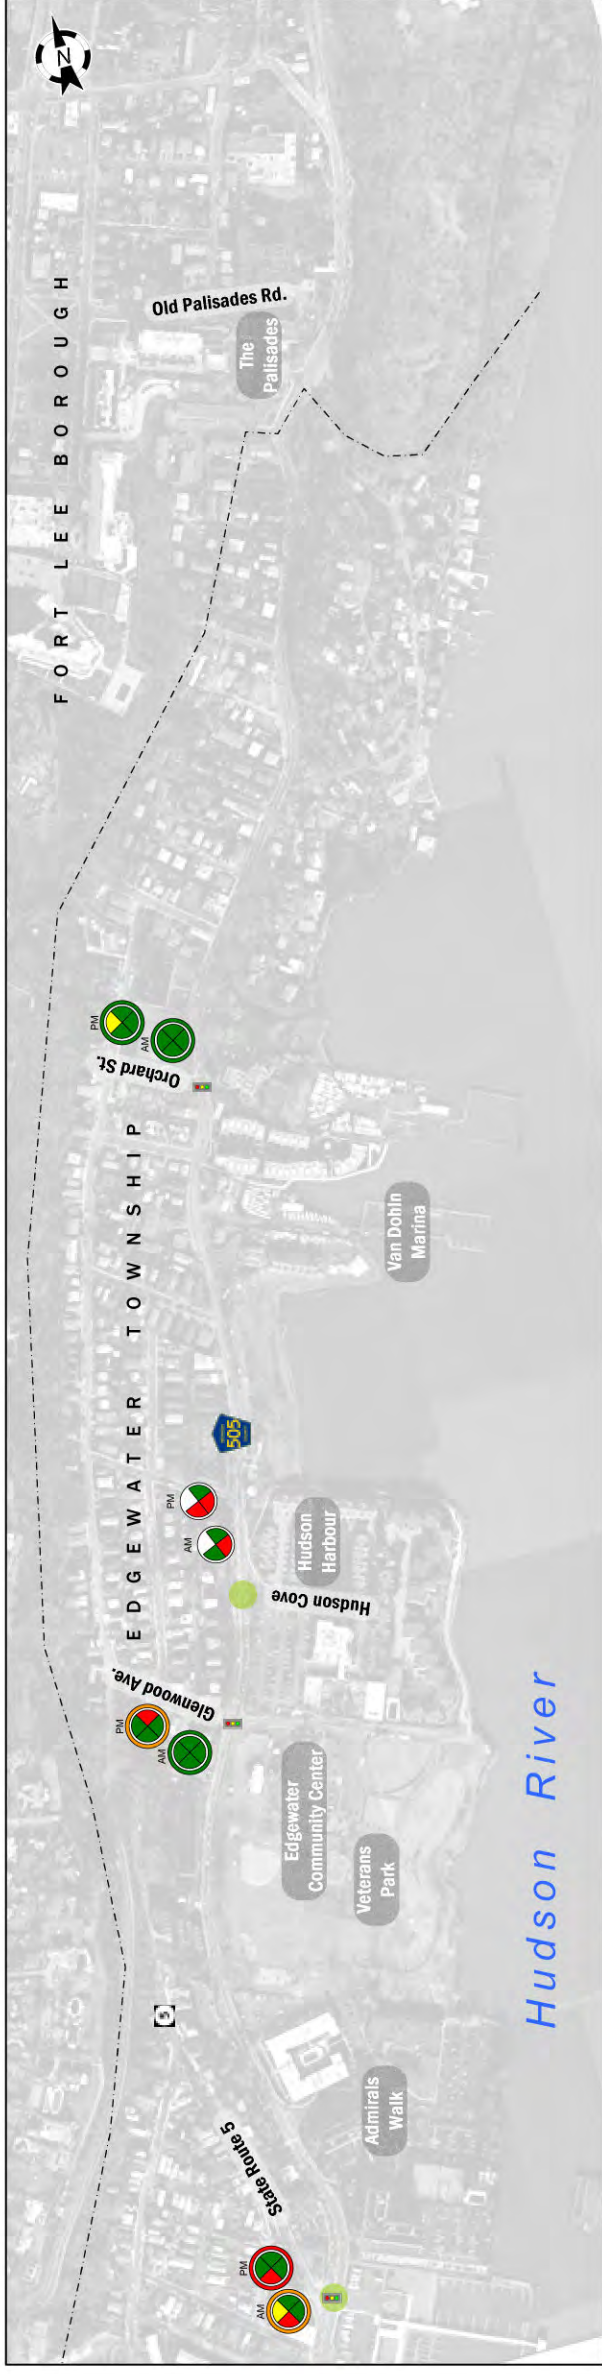 N
FORT LEE BOROUGH
Old Palisades Rd.
The
Palisades
PM
AM
Orchard St.
EDGEWATER TOWNSHIP
Van Dohln
Marina
505
PM
AM
Hudson
Harbour
Hudson Cove
Glenwood Ave.
PM
AM
Edgewater
Community Center
Veterans
Park
Hudson River
5
State Route 5
Admirals
Walk
PM
AM